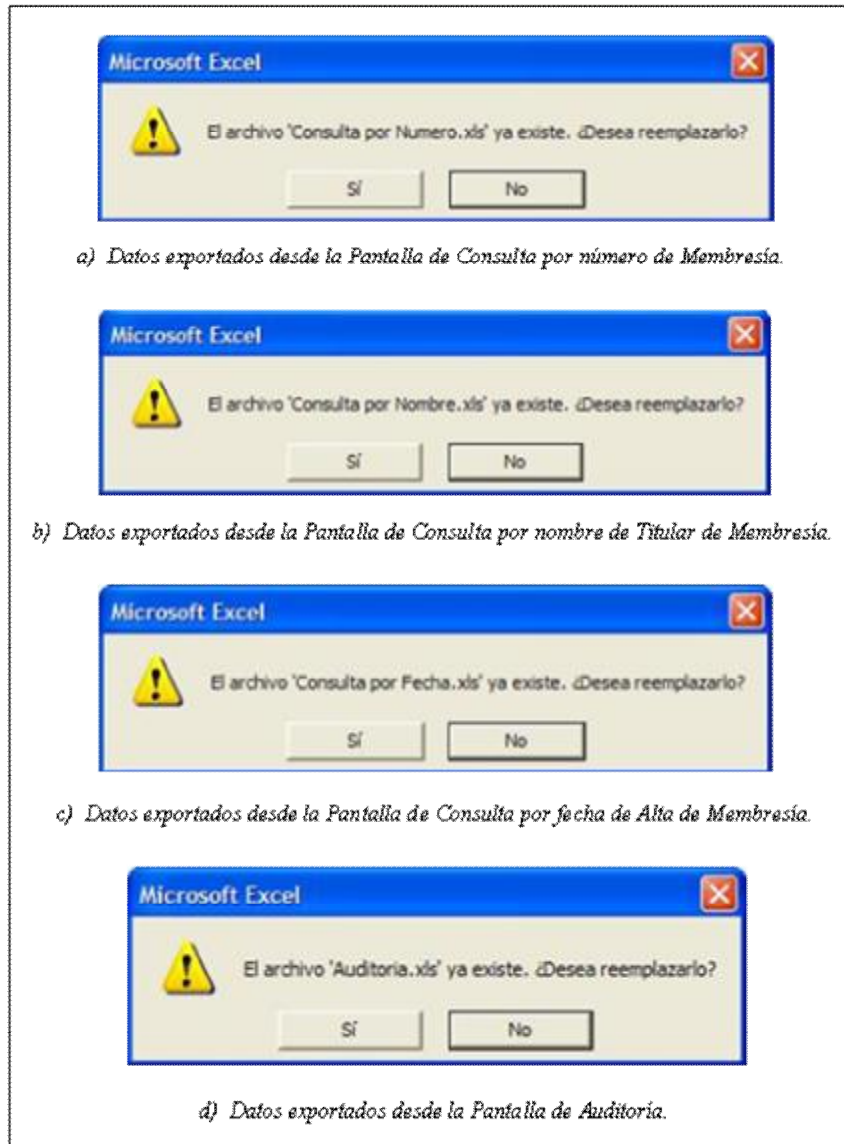 Microsoft Excel
El archivo 'Consulta por Numero.xls' ya existe. ¿Desea reemplazarlo?
Sí No
a) Datos exportados desde la Pantalla de Consulta por número de Membresía.
Microsoft Excel
El archivo 'Consulta por Nombre.xls' ya existe. ¿Desea reemplazarlo?
Sí No
b) Datos exportados desde la Pantalla de Consulta por nombre de Titular de Membresía.
Microsoft Excel
El archivo 'Consulta por Fecha.xls' ya existe. ¿Desea reemplazarlo?
Sí No
c) Datos exportados desde la Pantalla de Consulta por fecha de Alta de Membresía.
Microsoft Excel
El archivo 'Auditoria.xls' ya existe. ¿Desea reemplazarlo?
Sí No
d) Datos exportados desde la Pantalla de Auditoría.